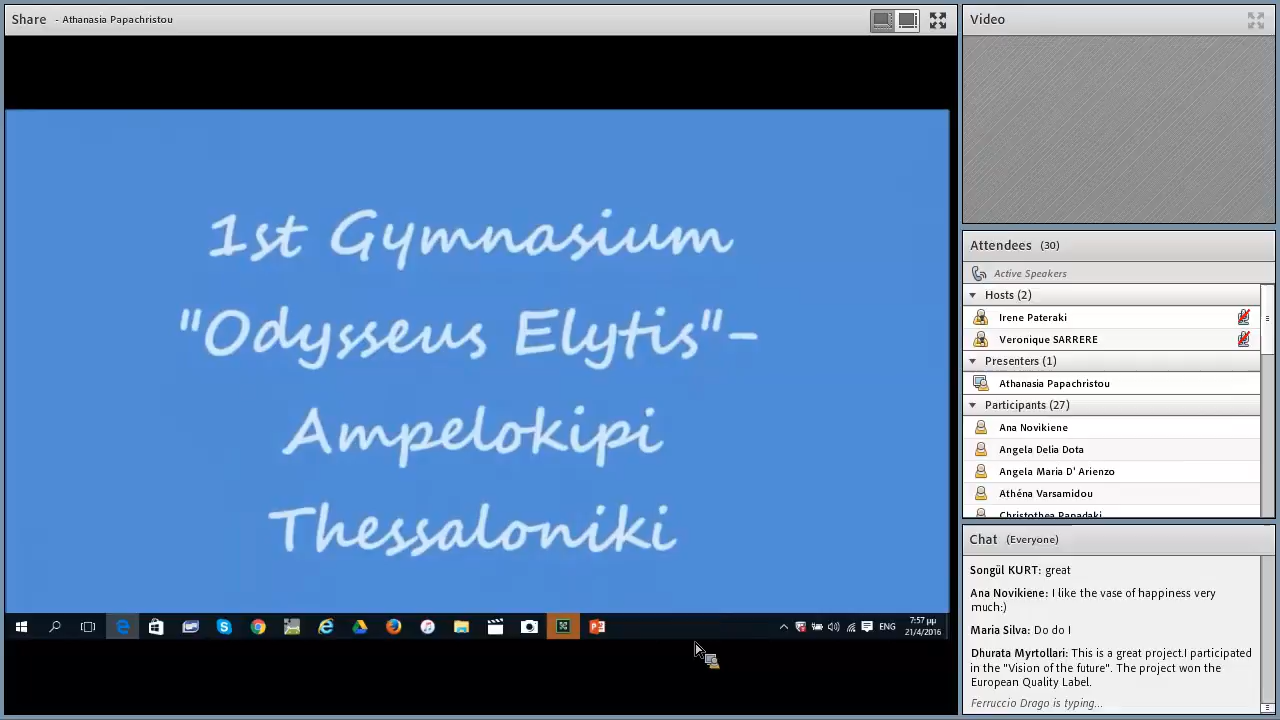 Share - Athanasia Papachristou
1st Gymnasium
"Odysseus Elytis"-
Ampelokipi
Thessaloniki
ENG
7:57 μμ
21/4/2016
Video
Attendees (30)
Active Speakers
Hosts (2)
Irene Pateraki
Veronique SARRERE
Presenters (1)
Athanasia Papachristou
Participants (27)
Ana Novikiene
Angela Delia Dota
Angela Maria D' Arienzo
Athéna Varsamidou
Christothea Papadaki
Chat (Everyone)
Songül KURT: great
Ana Novikiene: I like the vase of happiness very
much:)
Maria Silva: Do do I
Dhurata Myrtollari: This is a great project.I participated
in the "Vision of the future". The project won the
European Quality Label.
Ferruccio Drago is typing...